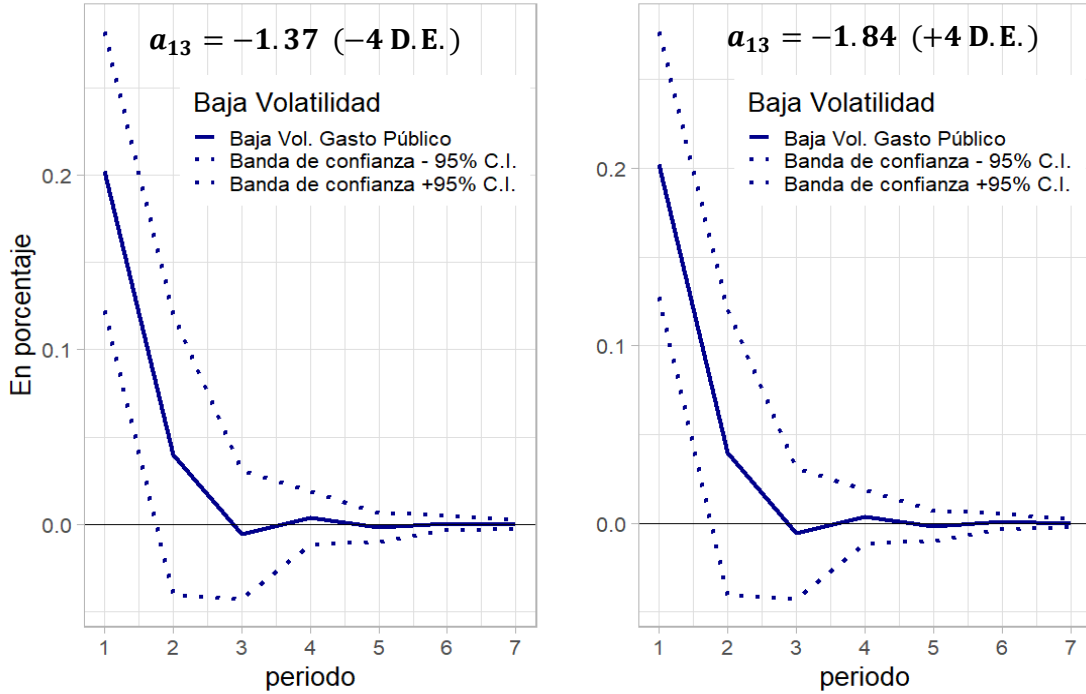 a₁₃ = −1.37 (−4 D.E.)
Baja Volatilidad
Baja Vol. Gasto Público
Banda de confianza - 95% C.I.
Banda de confianza +95% C.I.
En porcentaje
0.2
0.1
0.0
1 2 3 4 5 6 7
periodo
a₁₃ = −1.84 (+4 D.E.)
Baja Volatilidad
Baja Vol. Gasto Público
Banda de confianza - 95% C.I.
Banda de confianza +95% C.I.
0.2
0.1
0.0
1 2 3 4 5 6 7
periodo